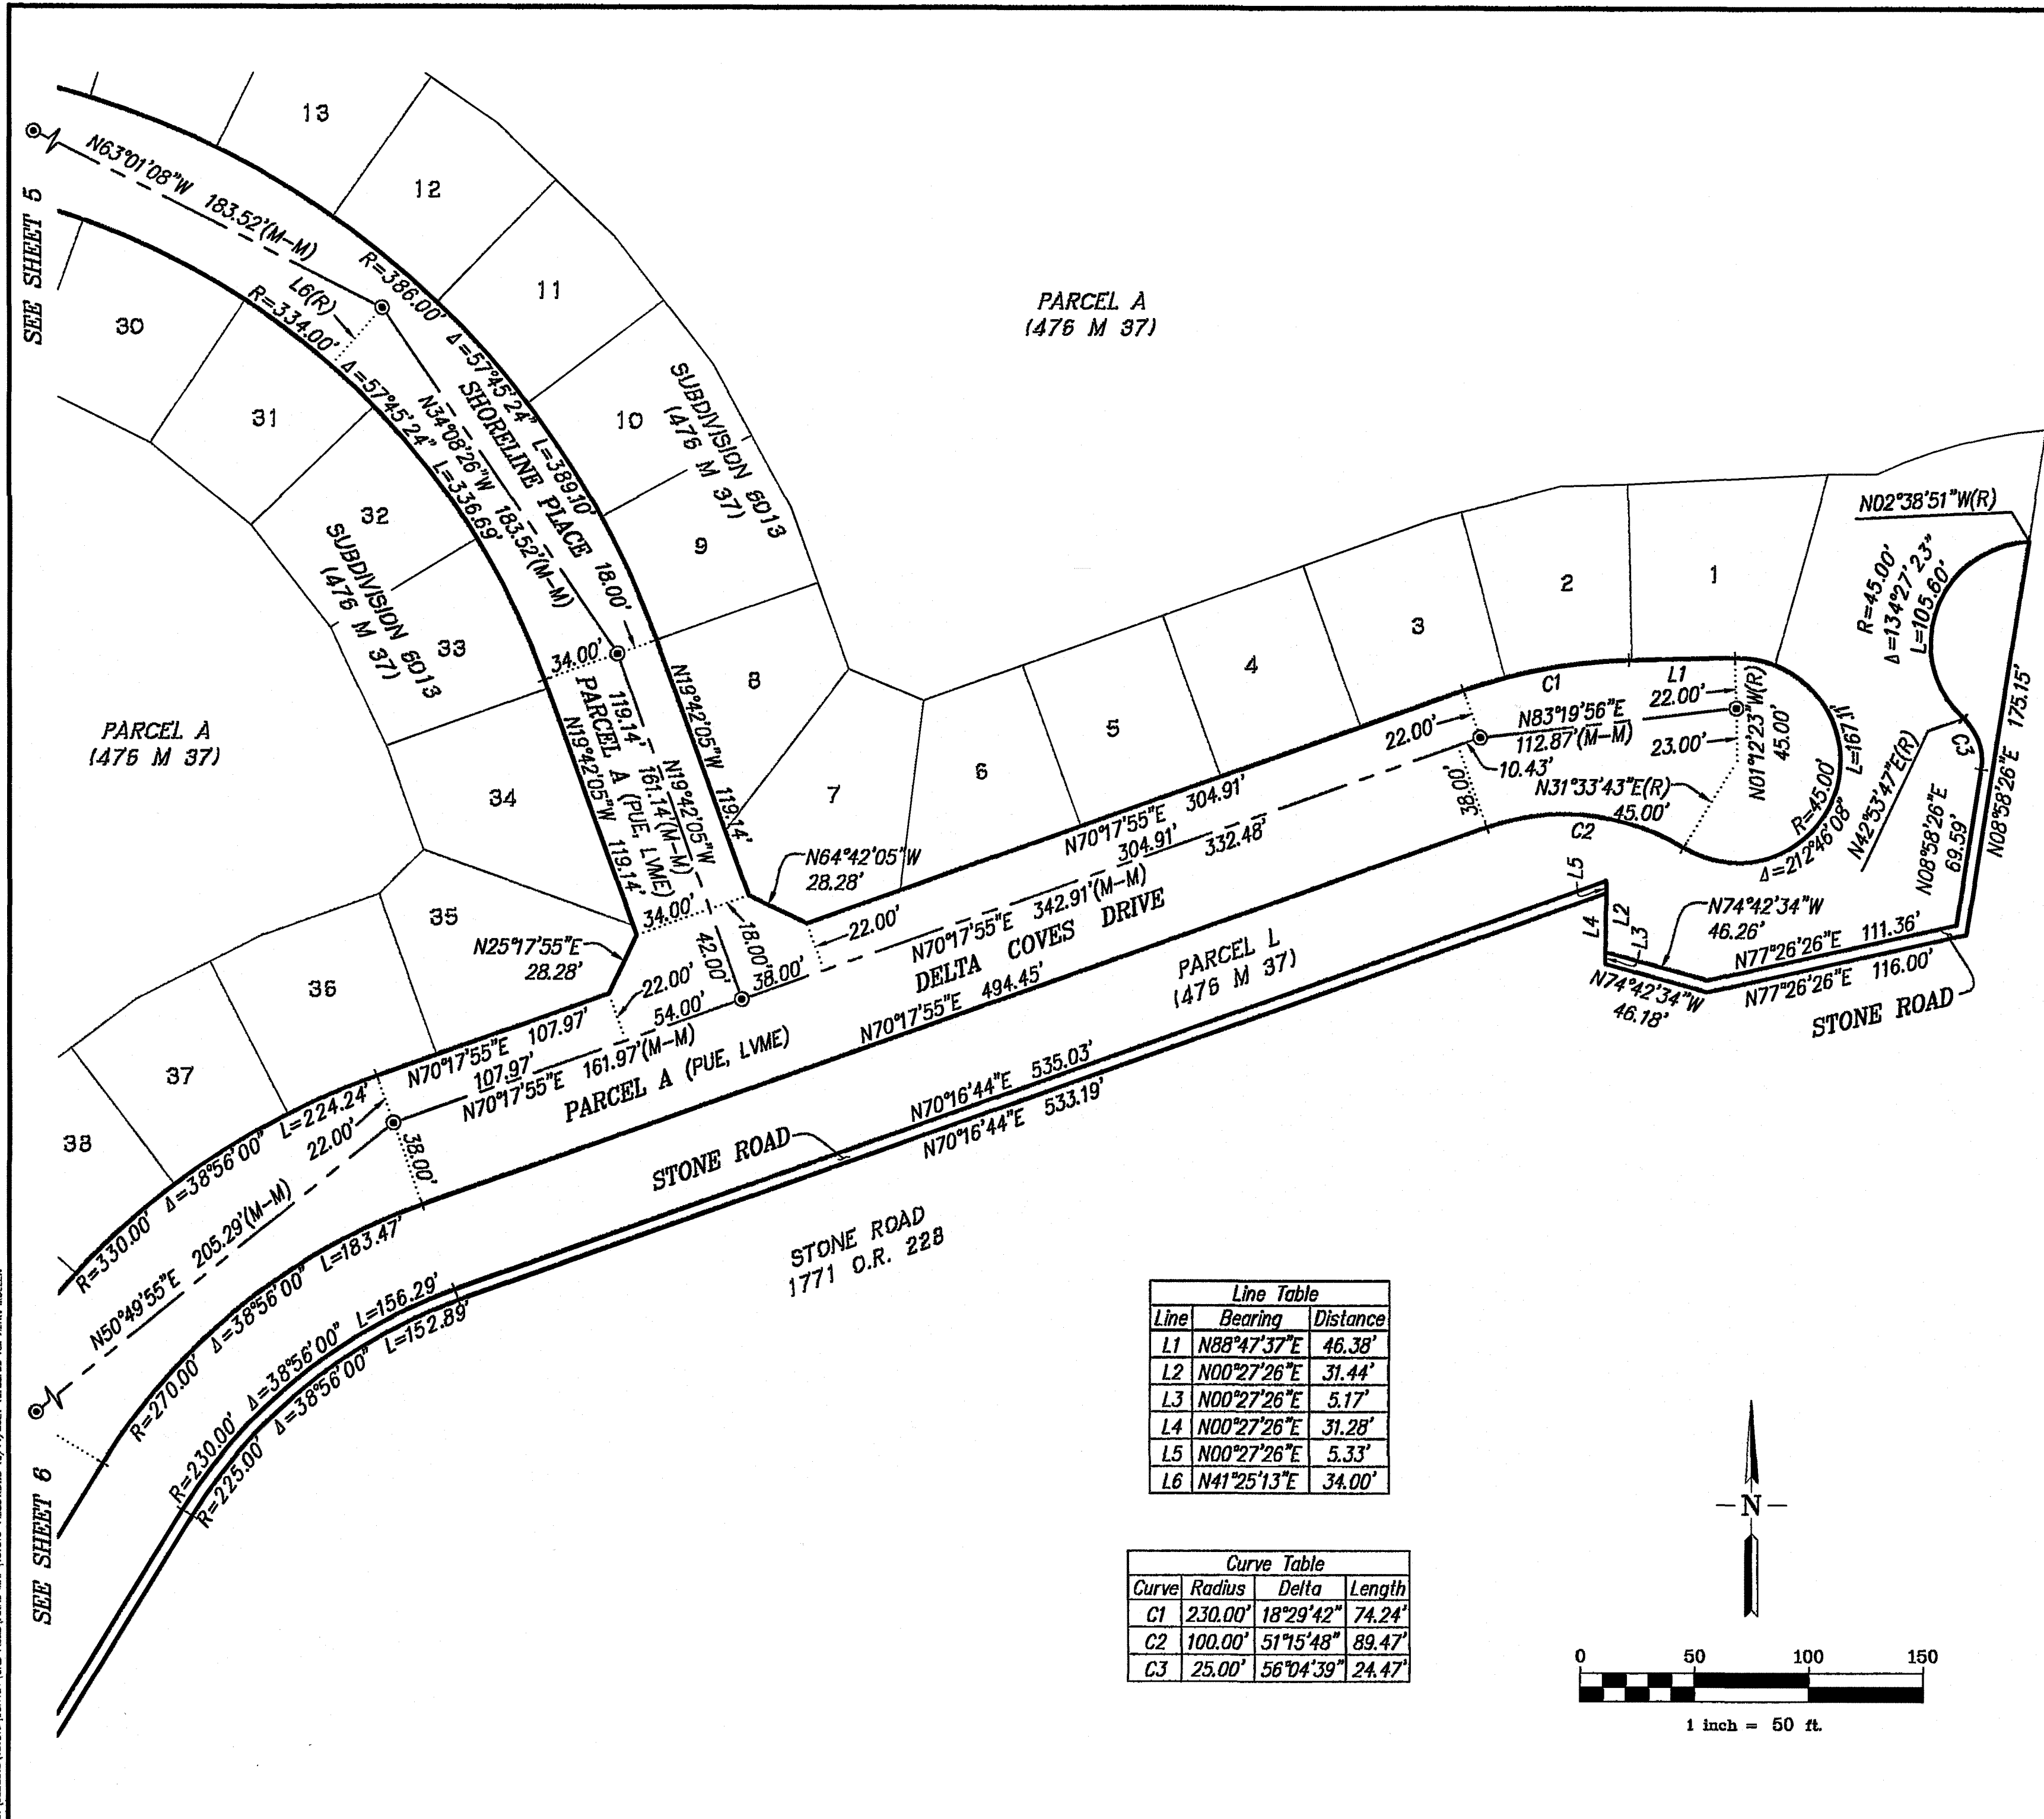 13
12
11
10
9
8
7
6
5
4
3
2
1
30
31
32
33
34
35
36
37
38
SEE SHEET 5
SEE SHEET 6
N63°01'08"W 183.52'(M-M)
R=386.00' Δ=57°45'24" L=389.10'
L6(R)
R=334.00' Δ=57°45'24" L=336.69'
N34°08'26"W 183.52'(M-M)
SHORELINE PLACE
18.00'
SUBDIVISION 6013
(476 M 37)
SUBDIVISION 6013
(476 M 37)
PARCEL A
(476 M 37)
PARCEL A
(476 M 37)
34.00'
PARCEL A (PUE, LVME)
119.14'
N19°42'05"W 161.14'(M-M)
N19°42'05"W 119.14'
N19°42'05"W 119.14'
N64°42'05"W
28.28'
34.00'
18.00'
42.00'
N25°17'55"E
28.28'
22.00'
54.00'
38.00'
22.00'
N70°17'55"E 107.97'
107.97'
N70°17'55"E 161.97'(M-M)
PARCEL A (PUE, LVME)
N70°17'55"E 304.91'
304.91'
332.48'
N70°17'55"E 342.91'(M-M)
DELTA COVES DRIVE
N70°17'55"E 494.45'
PARCEL L
(476 M 37)
22.00'
38.00'
10.43'
C1
L1
22.00'
N83°19'56"E
112.87'(M-M)
23.00'
N01°12'23"W(R)
45.00'
N31°33'43"E(R)
45.00'
C2
R=45.00' L=167.11'
Δ=212°46'08"
N02°38'51"W(R)
R=45.00'
Δ=134°27'23"
L=105.60'
C3
N42°53'47"E(R)
N08°58'26"E 175.15'
N08°58'26"E
69.59'
L5
L4
L2
L3
N74°42'34"W
46.26'
N77°26'26"E 111.36'
N77°26'26"E 116.00'
N74°42'34"W
46.18'
STONE ROAD
N70°16'44"E 535.03'
N70°16'44"E 533.19'
STONE ROAD
STONE ROAD
1771 O.R. 228
R=330.00' Δ=38°56'00" L=224.24'
22.00'
38.00'
N50°49'55"E 205.29'(M-M)
R=270.00' Δ=38°56'00" L=183.47'
R=230.00' Δ=38°56'00" L=156.29'
R=225.00' Δ=38°56'00" L=152.89'
Line Table
Line Bearing Distance
L1 N88°47'37"E 46.38'
L2 N00°27'26"E 31.44'
L3 N00°27'26"E 5.17'
L4 N00°27'26"E 31.28'
L5 N00°27'26"E 5.33'
L6 N41°25'13"E 34.00'
Curve Table
Curve Radius Delta Length
C1 230.00' 18°29'42" 74.24'
C2 100.00' 51°15'48" 89.47'
C3 25.00' 56°04'39" 24.47'
N
0 50 100 150
1 inch = 50 ft.